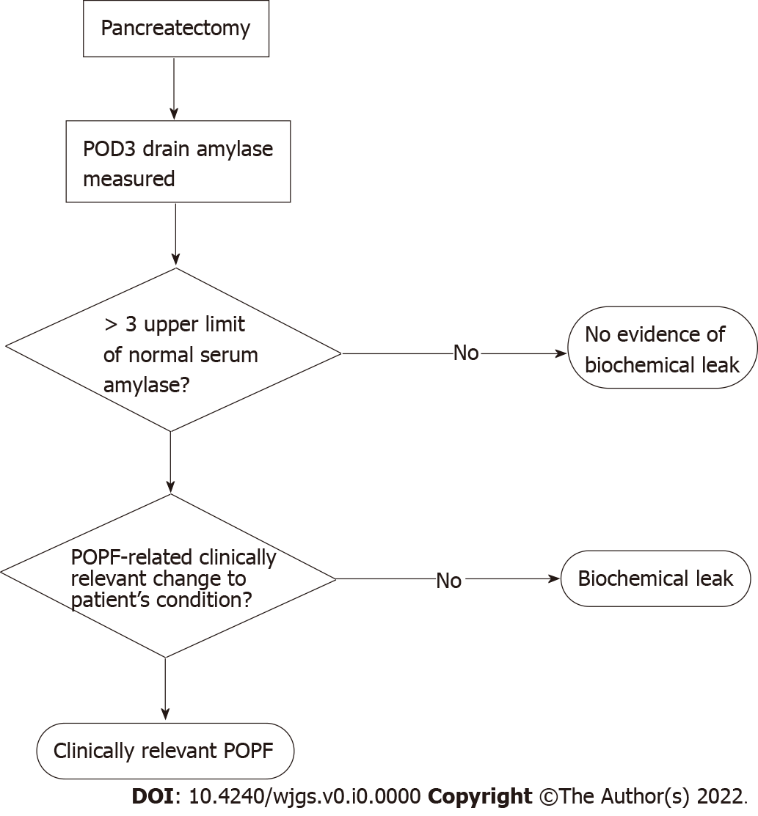 Pancreatectomy
POD3 drain amylase
measured
> 3 upper limit
of normal serum
amylase?
No
No evidence of
biochemical leak
POPF-related clinically
relevant change to
patient’s condition?
No
Biochemical leak
Clinically relevant POPF
DOI: 10.4240/wjgs.v0.i0.0000 Copyright ©The Author(s) 2022.